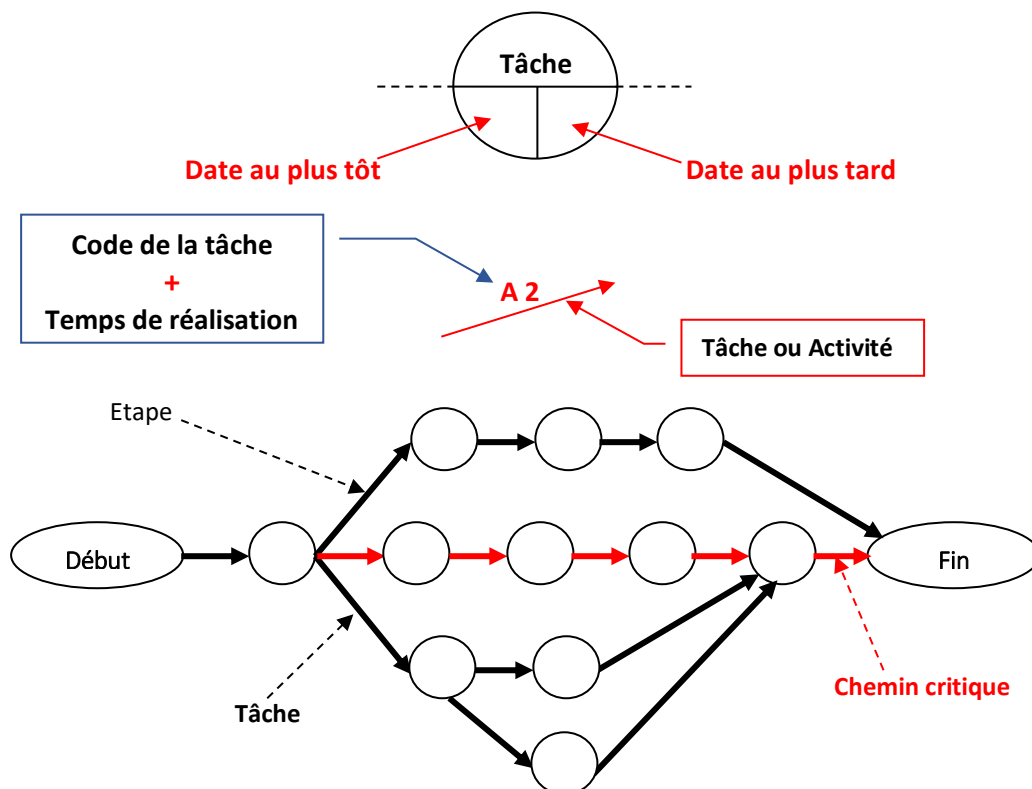 Tâche
Date au plus tôt
Date au plus tard
Code de la tâche
+
Temps de réalisation
A 2
Tâche ou Activité
Etape
Début
Fin
Chemin critique
Tâche